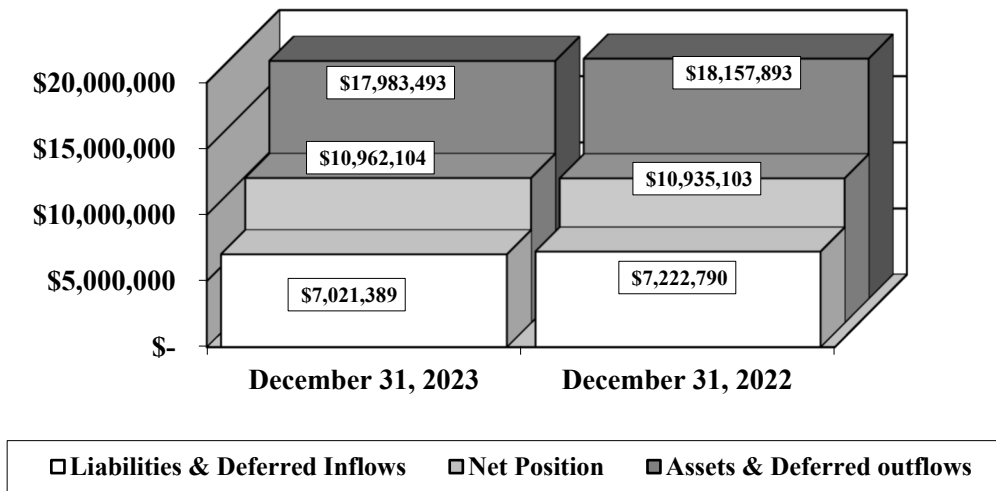 $20,000,000
$15,000,000
$10,000,000
$5,000,000
$-
$17,983,493
$18,157,893
$10,962,104
$10,935,103
$7,021,389
$7,222,790
December 31, 2023
December 31, 2022
Liabilities & Deferred Inflows
Net Position
Assets & Deferred outflows